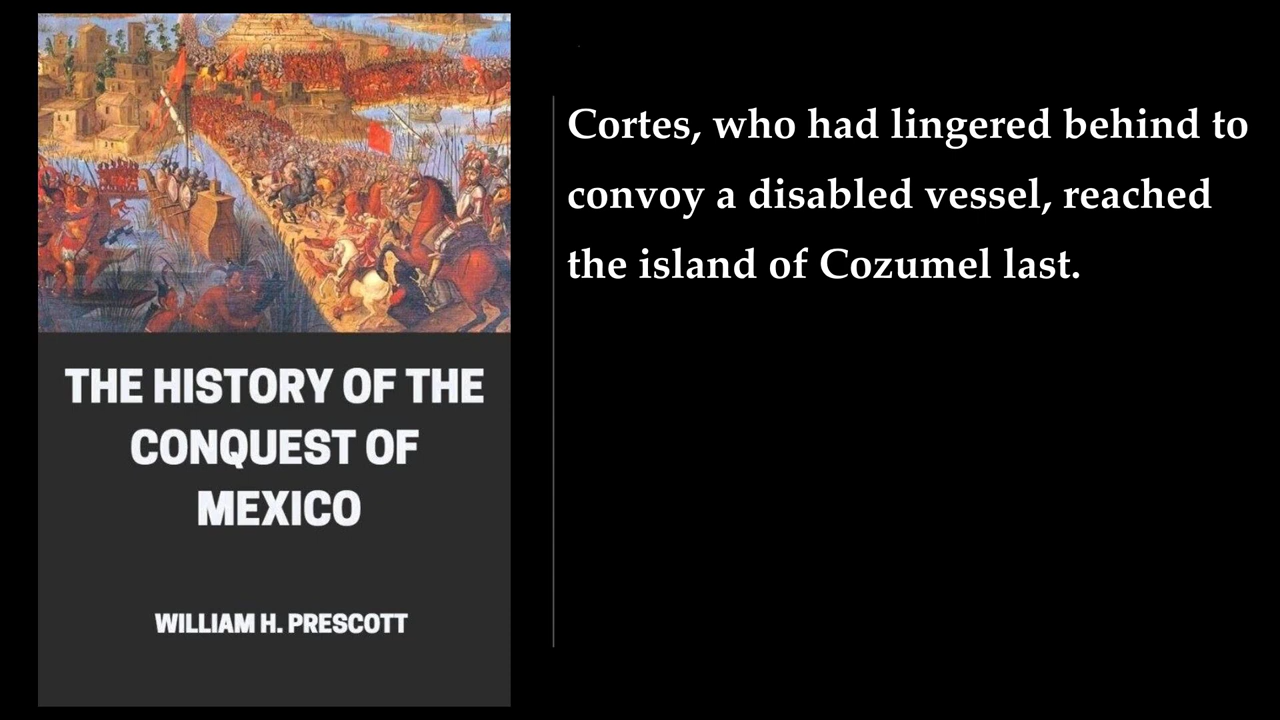 THE HISTORY OF THE
CONQUEST OF
MEXICO
WILLIAM H. PRESCOTT
Cortes, who had lingered behind to
convoy a disabled vessel, reached
the island of Cozumel last.